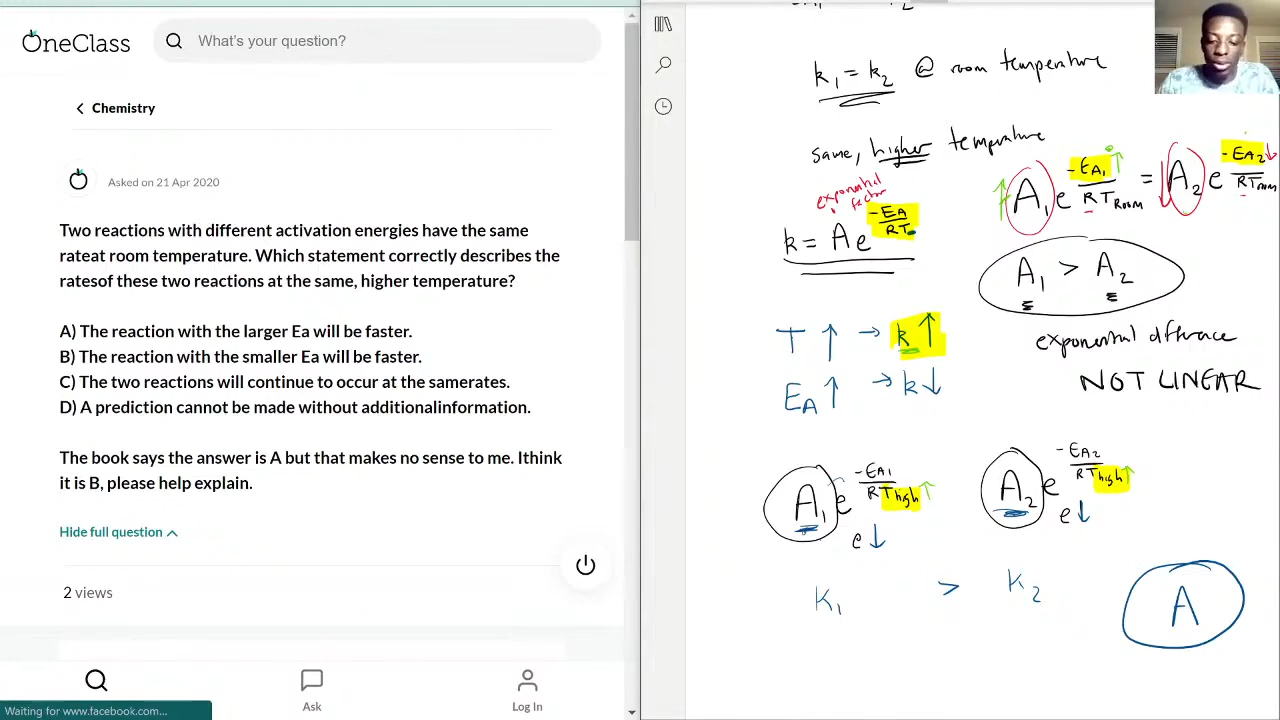 OneClass
What's your question?
Chemistry
Asked on 21 Apr 2020
Two reactions with different activation energies have the same
rateat room temperature. Which statement correctly describes the
ratesof these two reactions at the same, higher temperature?
A) The reaction with the larger Ea will be faster.
B) The reaction with the smaller Ea will be faster.
C) The two reactions will continue to occur at the samerates.
D) A prediction cannot be made without additionalinformation.
The book says the answer is A but that makes no sense to me. Ithink
it is B, please help explain.
Hide full question
2 views
Ask
Log In
Waiting for www.facebook.com...
k₁ = k₂ @ room temperature
same, higher temperature
exponential
factor
k = A e^(-EA/RT)
A₁ e^(-EA₁/RTRoom) = A₂ e^(-EA₂/RTroom)
A₁ > A₂
exponential difference
NOT LINEAR
T ↑ → k ↑
EA ↑ → k ↓
A₁ e^(-EA₁/RThigh) ↑ A₂ e^(-EA₂/RThigh) ↑
e ↓ e ↓
K₁ > K₂
A